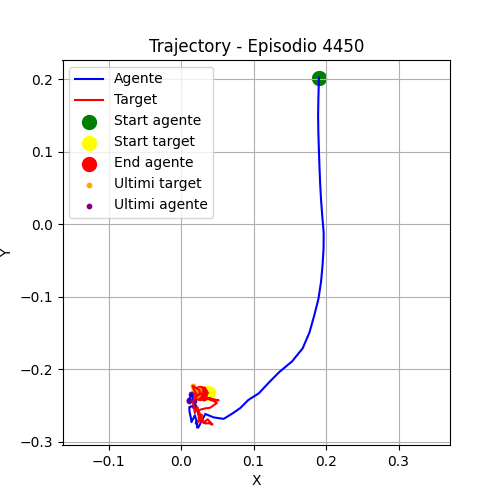 Trajectory - Episodio 4450
Agente
Target
Start agente
Start target
End agente
Ultimi target
Ultimi agente
0.2
0.1
0.0
−0.1
−0.2
−0.3
Y
−0.1
0.0
0.1
0.2
0.3
X